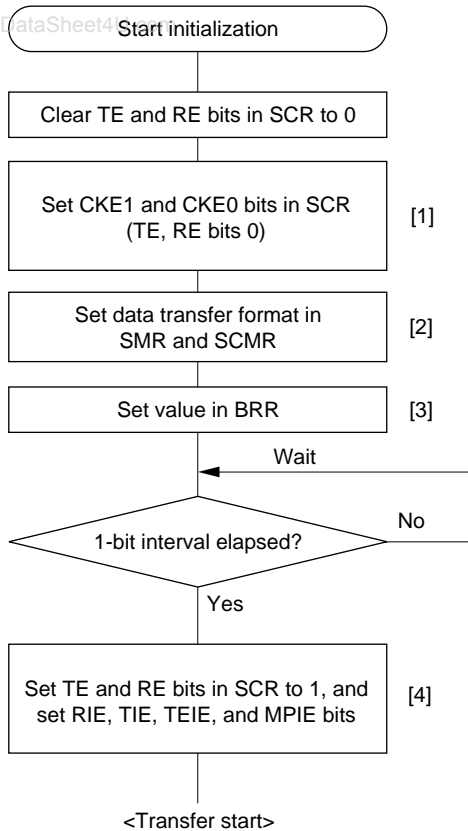 DataSheet4U.com
Start initialization
Clear TE and RE bits in SCR to 0
Set CKE1 and CKE0 bits in SCR
(TE, RE bits 0)
[1]
Set data transfer format in
SMR and SCMR
[2]
Set value in BRR
[3]
Wait
1-bit interval elapsed?
No
Yes
Set TE and RE bits in SCR to 1, and
set RIE, TIE, TEIE, and MPIE bits
[4]
<Transfer start>